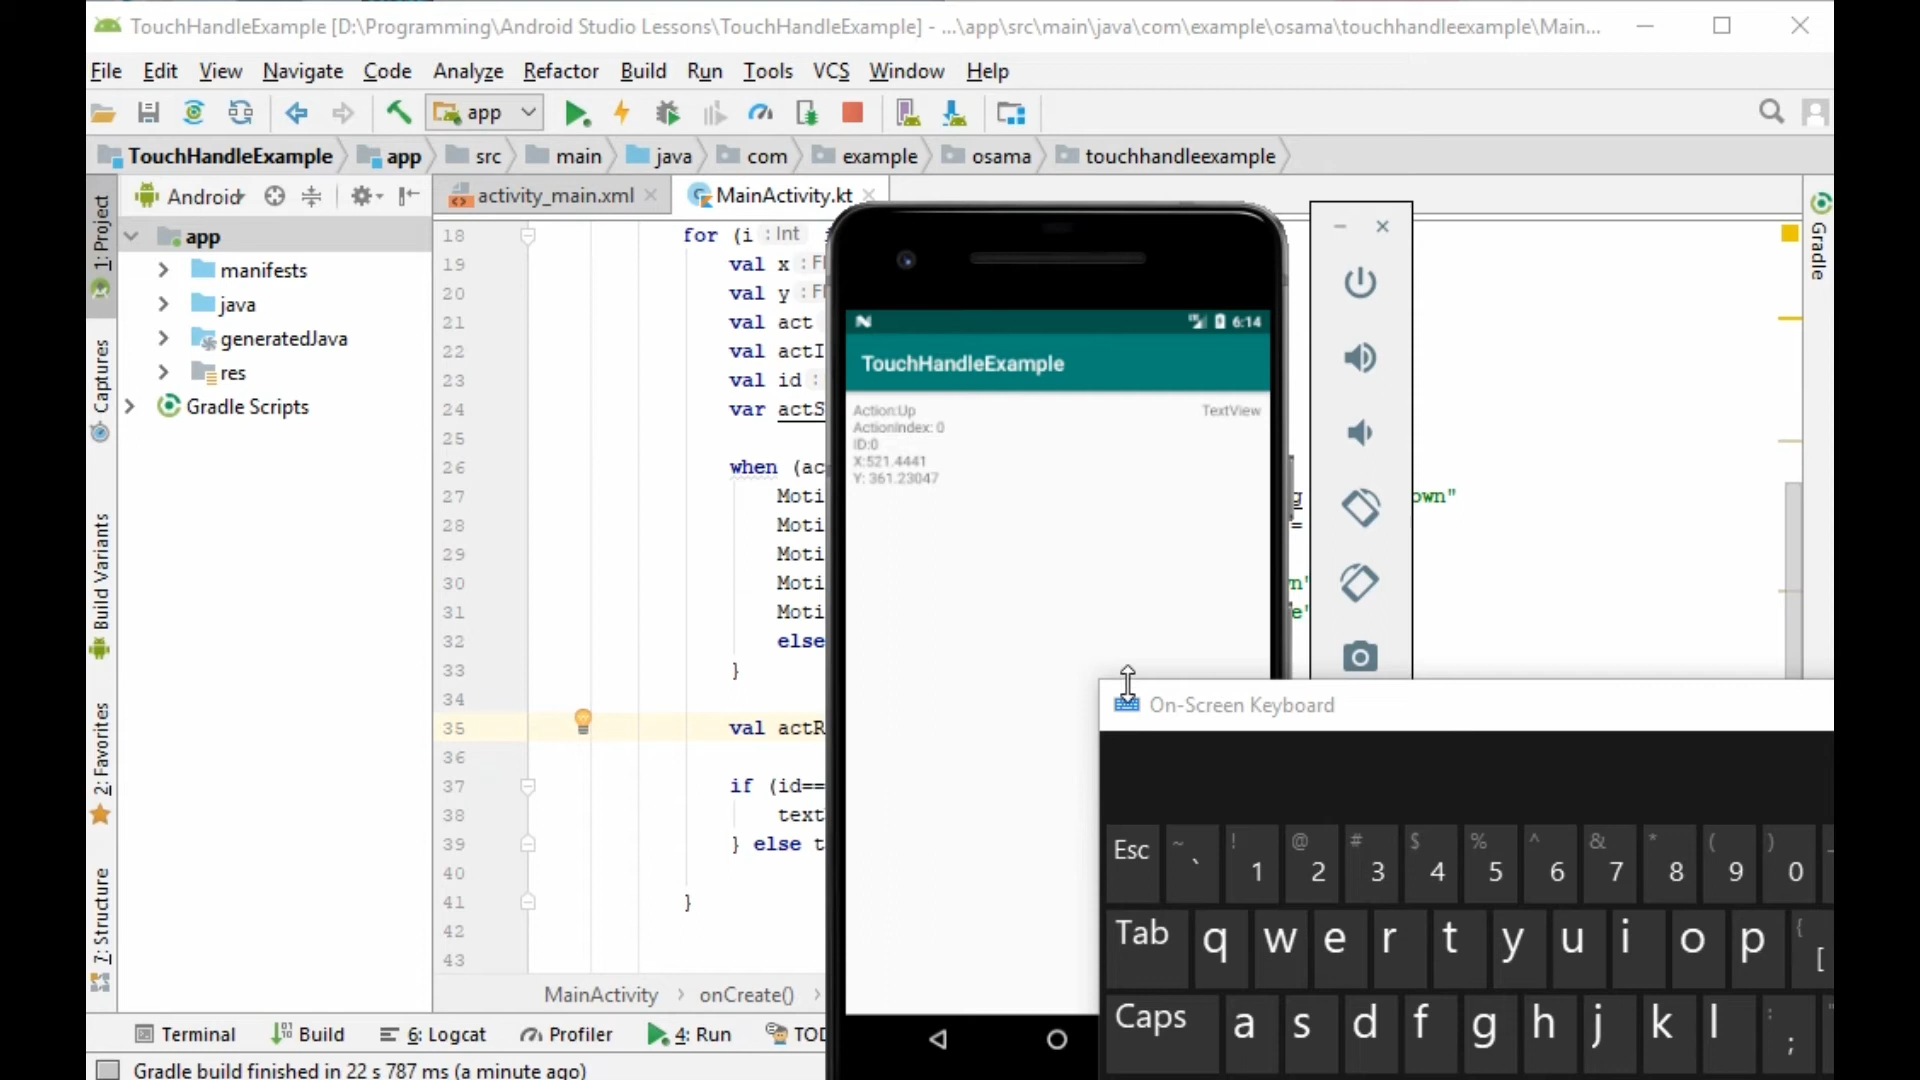 TouchHandleExample [D:\Programming\Android Studio Lessons\TouchHandleExample] - ...\app\src\main\java\com\example\osama\touchhandleexample\Main...
File Edit View Navigate Code Analyze Refactor Build Run Tools VCS Window Help
app
TouchHandleExample app src main java com example osama touchhandleexample
Android
activity_main.xml
MainActivity.kt
1: Project
Captures
Build Variants
2: Favorites
7: Structure
Gradle
app
manifests
java
generatedJava
res
Gradle Scripts
18 for (i : Int
19 val x
20 val y
21 val act
22 val actI
23 val id :
24 var actS
25
26 when (ac
27 Moti own"
28 Moti =
29 Moti
30 Moti n"
31 Moti e"
32 else
33 }
34
35 val actR
36
37 if (id==
38 text
39 } else t
40
41 }
42
43
6:14
TouchHandleExample
Action:Up
ActionIndex: 0
ID:0
X:521.4441
Y: 361.23047
TextView
On-Screen Keyboard
Esc ~ ` ! 1 @ 2 # 3 $ 4 % 5 ^ 6 & 7 * 8 ( 9 ) 0
Tab q w e r t y u i o p { [
Caps a s d f g h j k l : ;
MainActivity > onCreate() >
Terminal Build 6: Logcat Profiler 4: Run TOD
Gradle build finished in 22 s 787 ms (a minute ago)